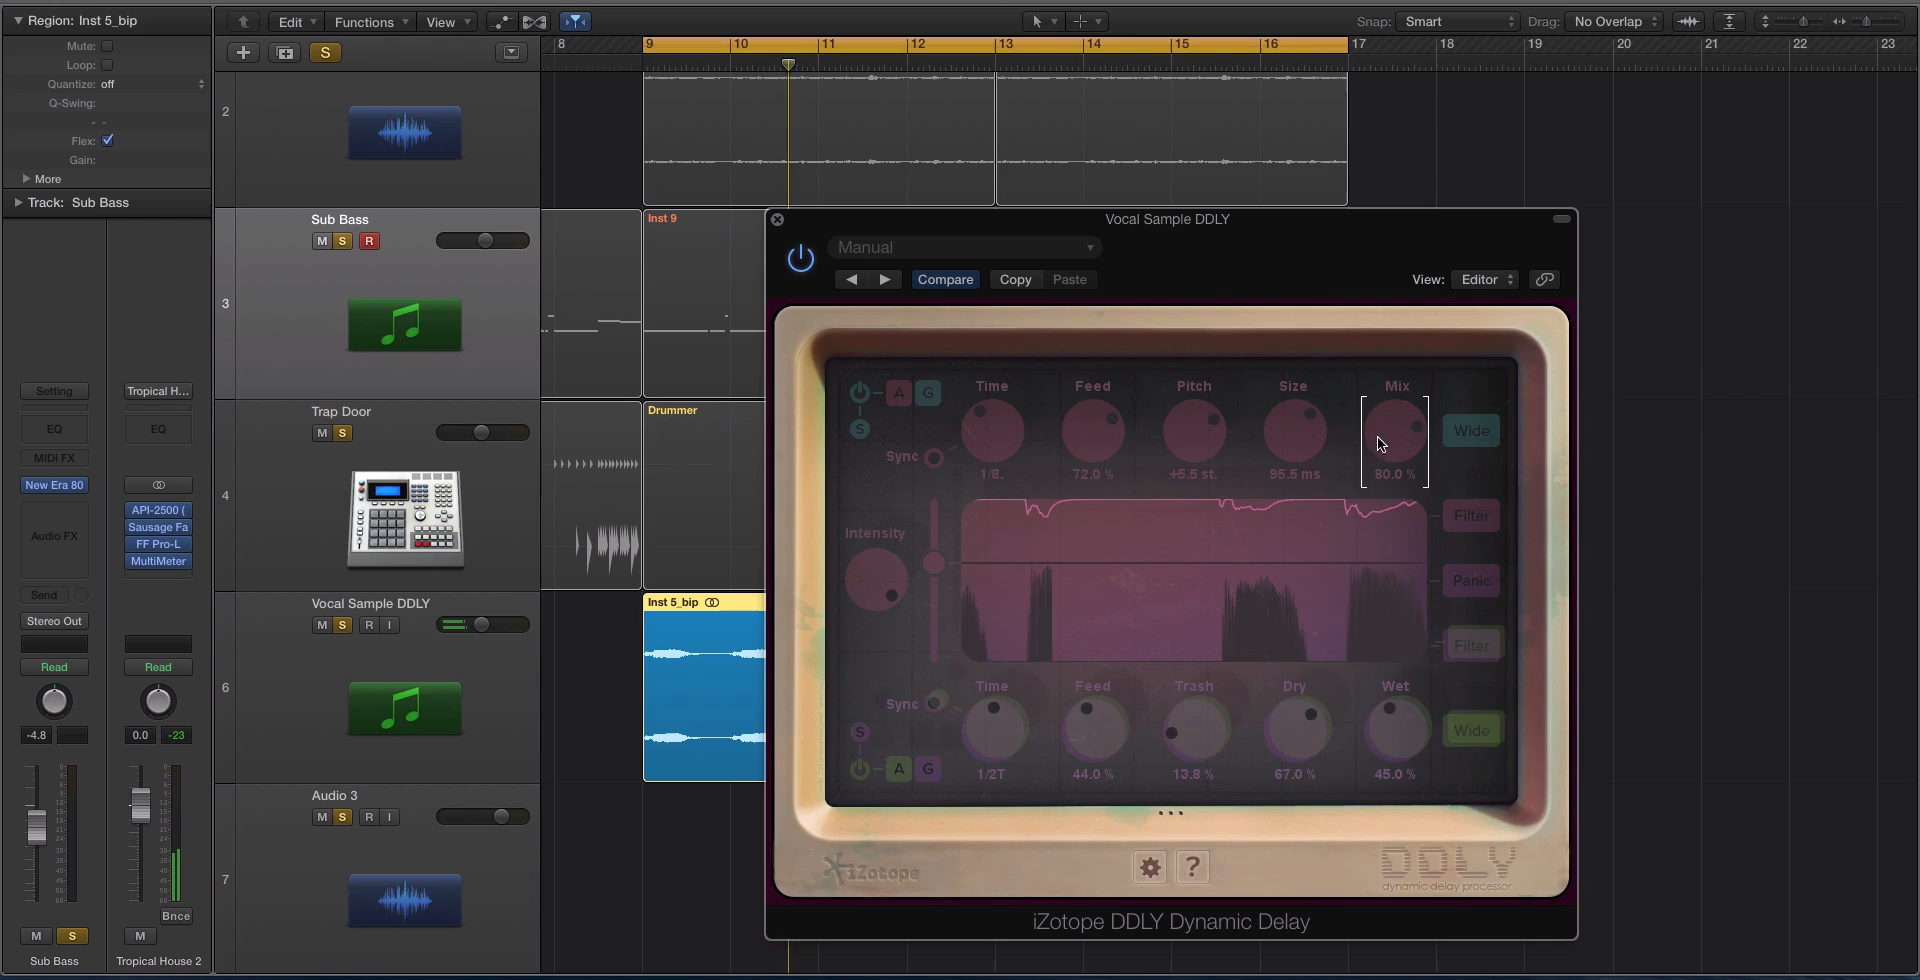 Region: Inst 5_bip
Mute:
Loop:
Quantize: off
Q-Swing:
- -
Flex:
Gain:
More
Track: Sub Bass
Setting
Tropical H...
EQ
EQ
MIDI FX
New Era 80
Audio FX
API-2500 (
Sausage Fa
FF Pro-L
MultiMeter
Send
Stereo Out
Read
Read
-4.8
0.0
-23
Bnce
M
S
M
Sub Bass
Tropical House 2
Edit
Functions
View
Snap: Smart
Drag: No Overlap
S
8 9 10 11 12 13 14 15 16 17 18 19 20 21 22 23
2
Sub Bass
M S R
3
Inst 9
Trap Door
M S
4
Drummer
Vocal Sample DDLY
M S R I
6
Inst 5_bip
Audio 3
M S R I
7
Vocal Sample DDLY
Manual
Compare
Copy
Paste
View: Editor
A G
S
Time
Feed
Pitch
Size
Mix
Wide
Sync
1/8.
72.0 %
+5.5 st.
95.5 ms
80.0 %
Intensity
Filter
Panic
Filter
Time
Feed
Trash
Dry
Wet
Sync
S
Wide
A G
1/2T
44.0 %
13.8 %
67.0 %
45.0 %
iZotope
?
DDLY
dynamic delay processor
iZotope DDLY Dynamic Delay